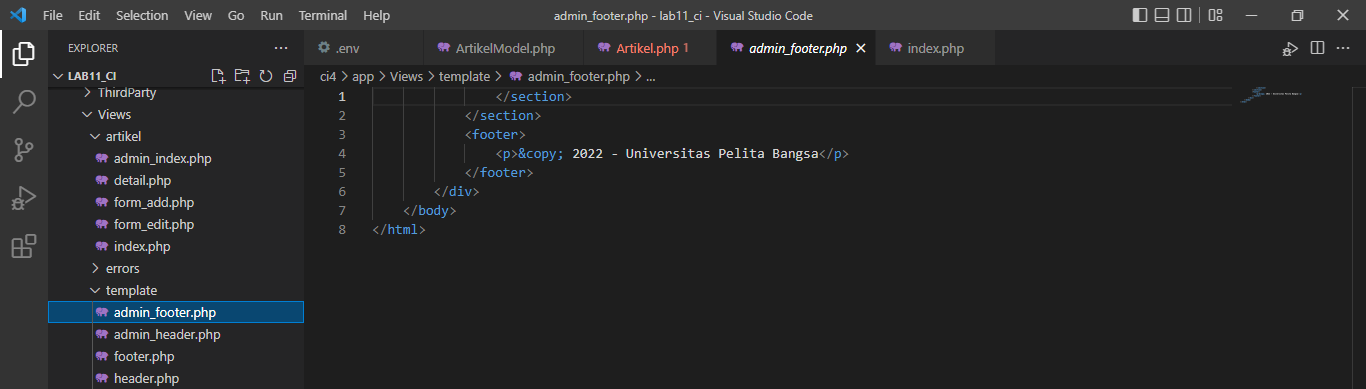 File Edit Selection View Go Run Terminal Help admin_footer.php - lab11_ci - Visual Studio Code
EXPLORER
.env ArtikelModel.php Artikel.php 1 admin_footer.php index.php
LAB11_CI
ci4 > app > Views > template > admin_footer.php > ...
ThirdParty
Views
artikel
admin_index.php
detail.php
form_add.php
form_edit.php
index.php
errors
template
admin_footer.php
admin_header.php
footer.php
header.php
1 </section>
2 </section>
3 <footer>
4 <p>&copy; 2022 - Universitas Pelita Bangsa</p>
5 </footer>
6 </div>
7 </body>
8 </html>